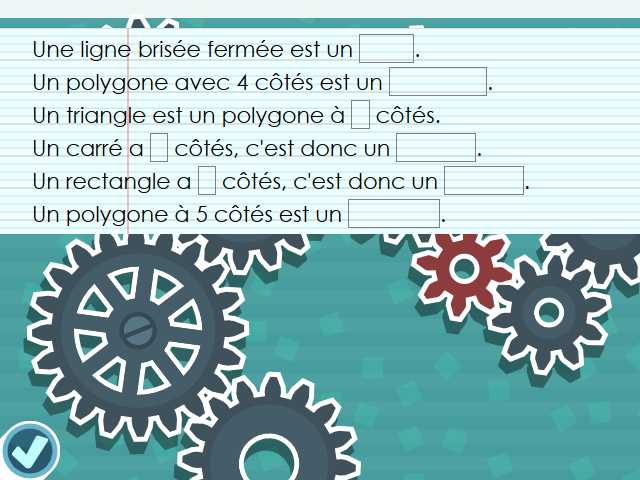 Une ligne brisée fermée est un .
Un polygone avec 4 côtés est un .
Un triangle est un polygone à côtés.
Un carré a côtés, c'est donc un .
Un rectangle a côtés, c'est donc un .
Un polygone à 5 côtés est un .